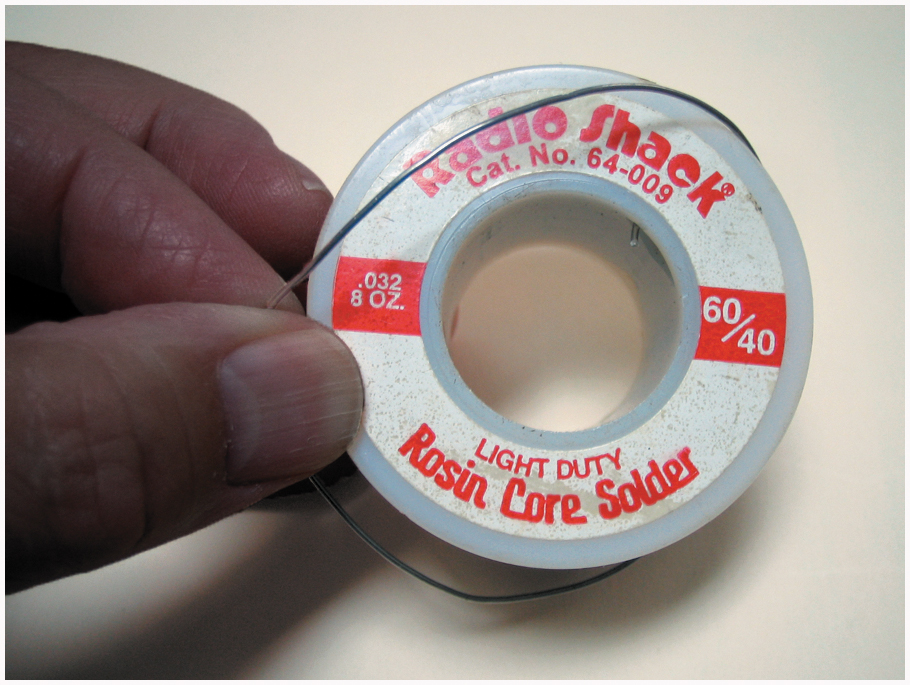 Radio Shack®
Cat. No. 64-009
.032
8 OZ.
60/40
LIGHT DUTY
Rosin Core Solder